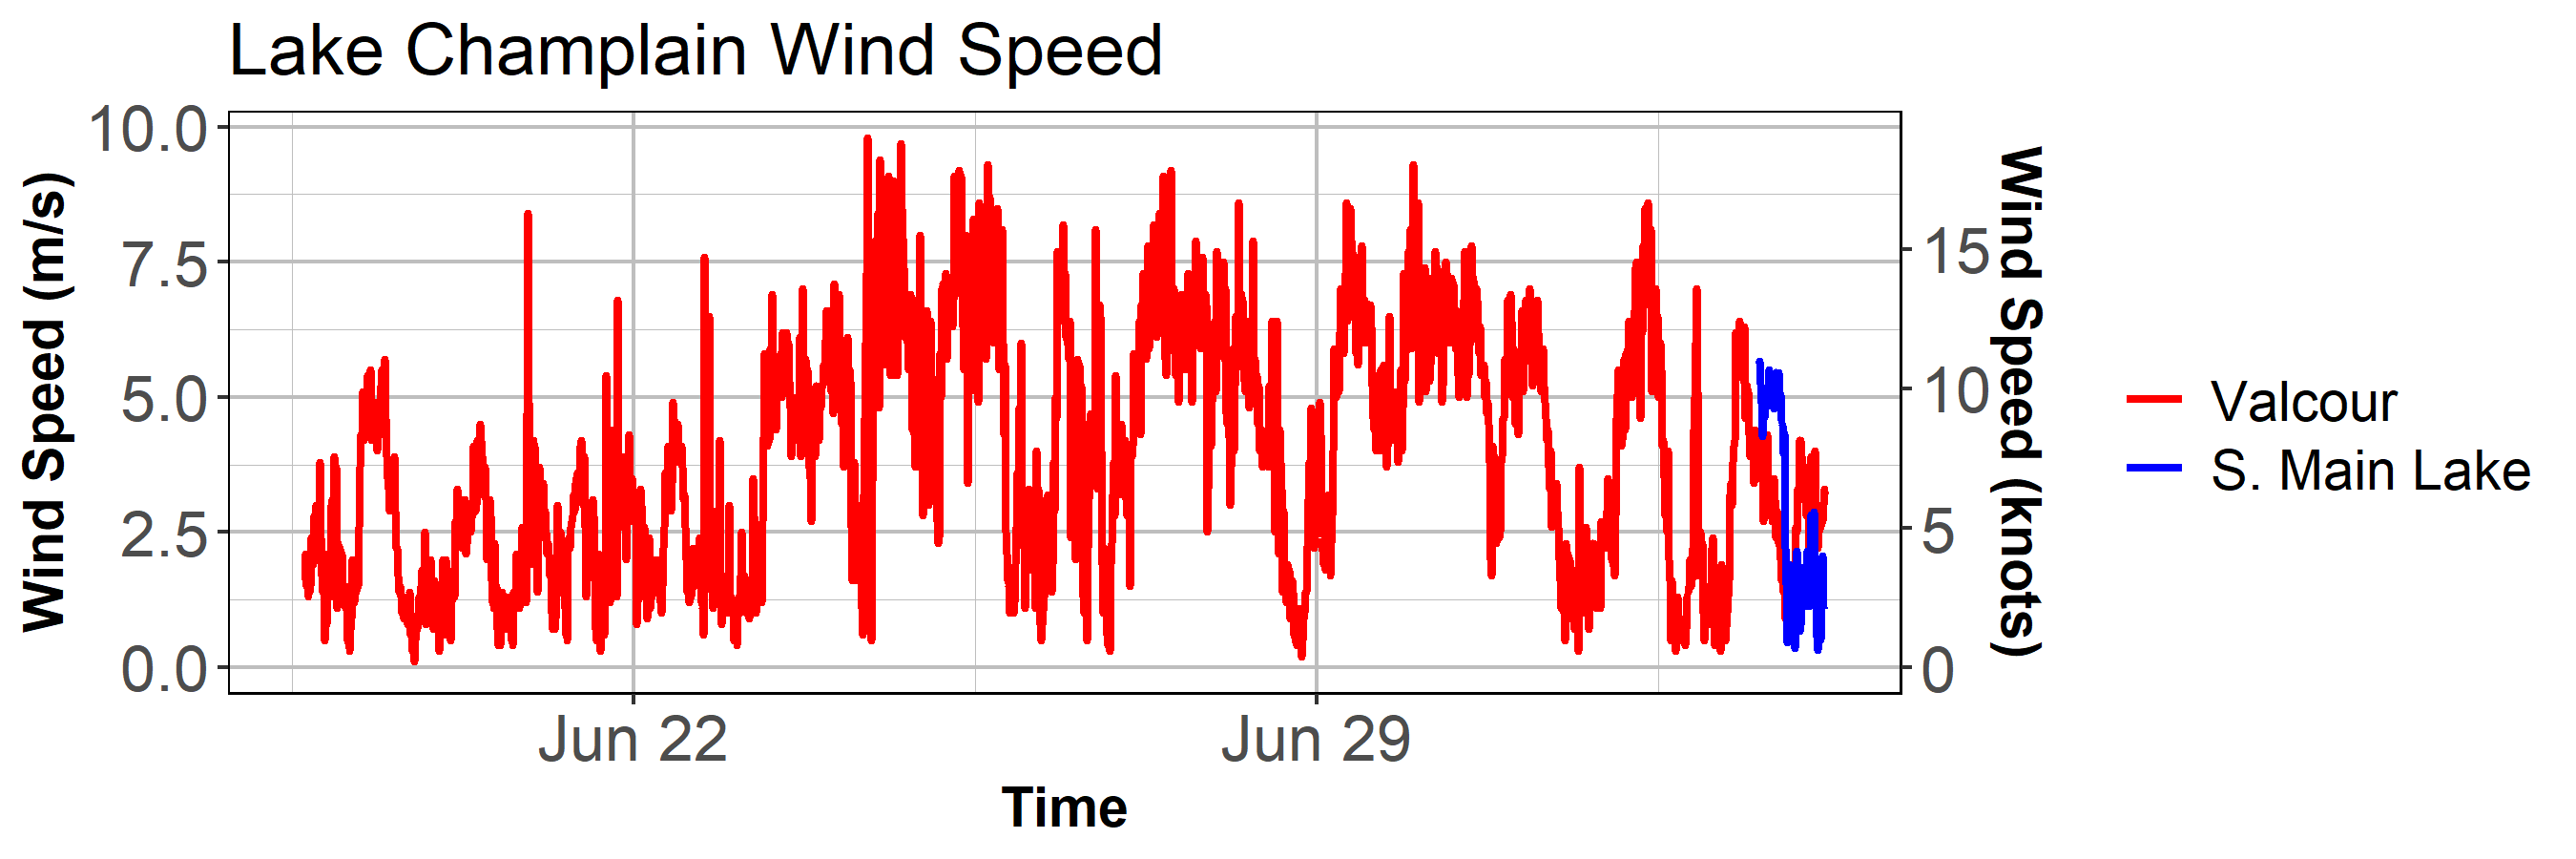 Lake Champlain Wind Speed
10.0
7.5
5.0
2.5
0.0
Wind Speed (m/s)
15
10
5
0
Wind Speed (knots)
Jun 22
Jun 29
Time
Valcour
S. Main Lake